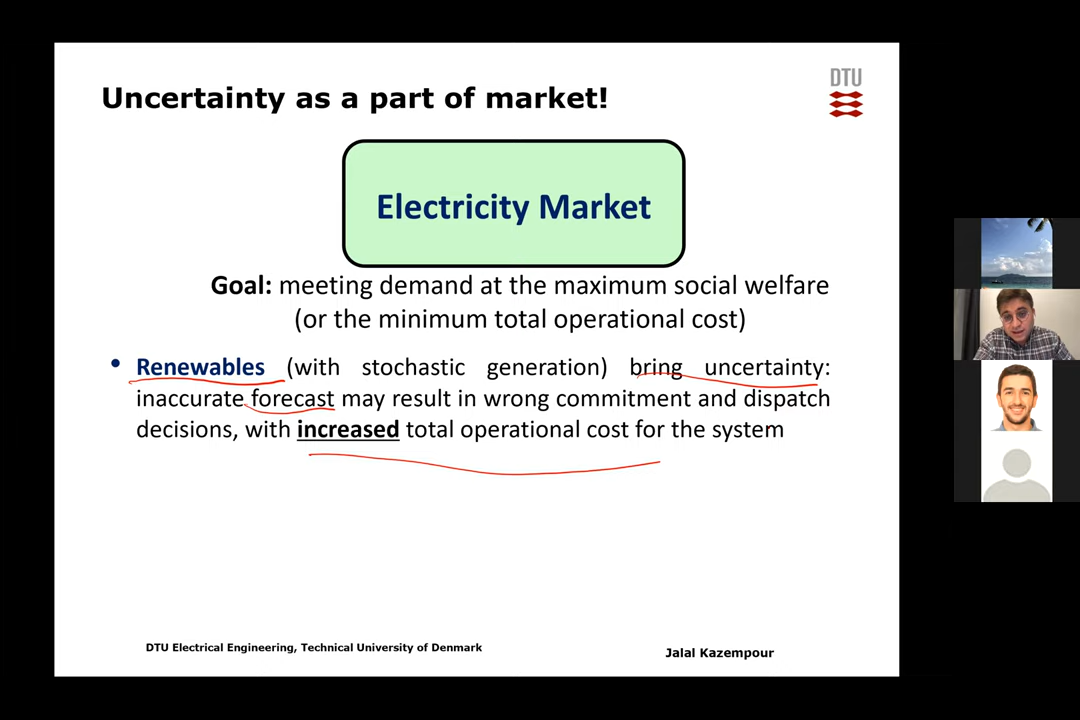 Uncertainty as a part of market!
DTU
Electricity Market
Goal: meeting demand at the maximum social welfare
(or the minimum total operational cost)
• Renewables (with stochastic generation) bring uncertainty:
inaccurate forecast may result in wrong commitment and dispatch
decisions, with increased total operational cost for the system
DTU Electrical Engineering, Technical University of Denmark
Jalal Kazempour